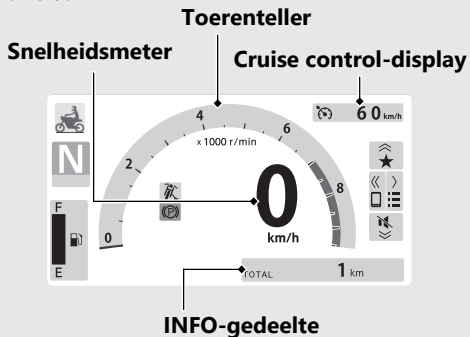 Toerenteller
Snelheidsmeter
Cruise control-display
4
60 km/h
6
x 1000 r/min
N
2
8
0
F
(P)
0
km/h
E
TOTAL 1 km
INFO-gedeelte